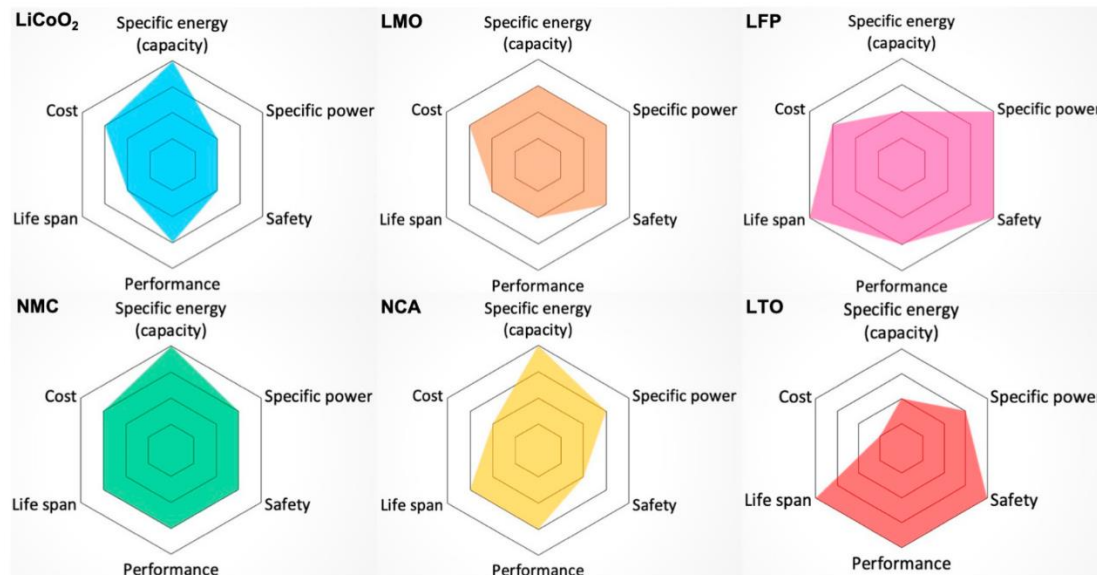 LiCoO₂
Specific energy
(capacity)
Cost
Specific power
Life span
Safety
Performance
LMO
Specific energy
(capacity)
Cost
Specific power
Life span
Safety
Performance
LFP
Specific energy
(capacity)
Cost
Specific power
Life span
Safety
Performance
NMC
Specific energy
(capacity)
Cost
Specific power
Life span
Safety
Performance
NCA
Specific energy
(capacity)
Cost
Specific power
Life span
Safety
Performance
LTO
Specific energy
(capacity)
Cost
Specific power
Life span
Safety
Performance